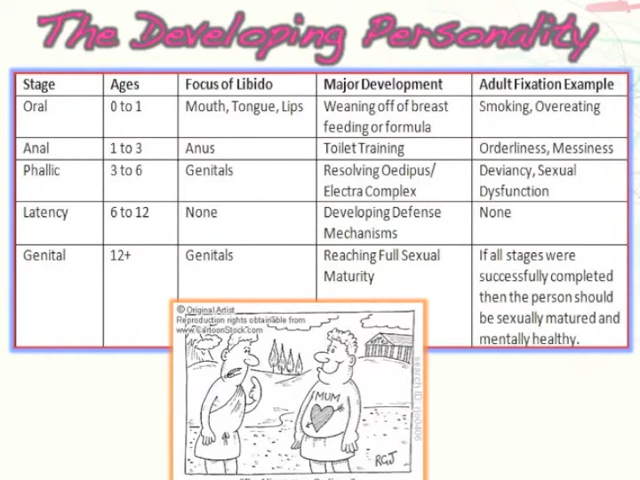 The Developing Personality
Stage Ages Focus of Libido Major Development Adult Fixation Example
Oral 0 to 1 Mouth, Tongue, Lips Weaning off of breast feeding or formula Smoking, Overeating
Anal 1 to 3 Anus Toilet Training Orderliness, Messiness
Phallic 3 to 6 Genitals Resolving Oedipus/ Electra Complex Deviancy, Sexual Dysfunction
Latency 6 to 12 None Developing Defense Mechanisms None
Genital 12+ Genitals Reaching Full Sexual Maturity If all stages were successfully completed then the person should be sexually matured and mentally healthy.
© Original Artist
Reproduction rights obtainable from
www.CartoonStock.com
MUM
RGJ